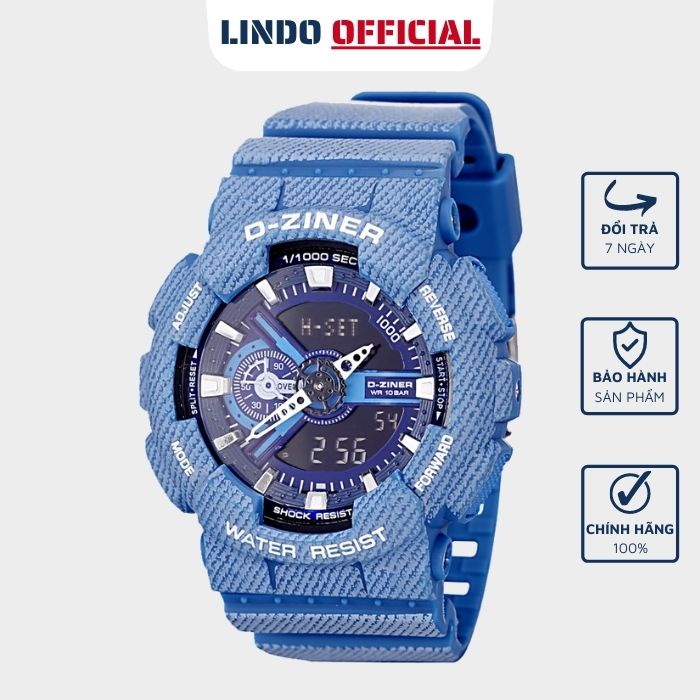 LINDO OFFICIAL
D-ZINER
1/1000 SEC
ADJUST
REVERSE
H-SET
1000
SPLIT•RESET
START•STOP
D-ZINER
WR 10 BAR
54
2:56
MODE
FORWARD
SHOCK RESIST
WATER RESIST
ĐỔI TRẢ
7 NGÀY
BẢO HÀNH
SẢN PHẨM
CHÍNH HÃNG
100%